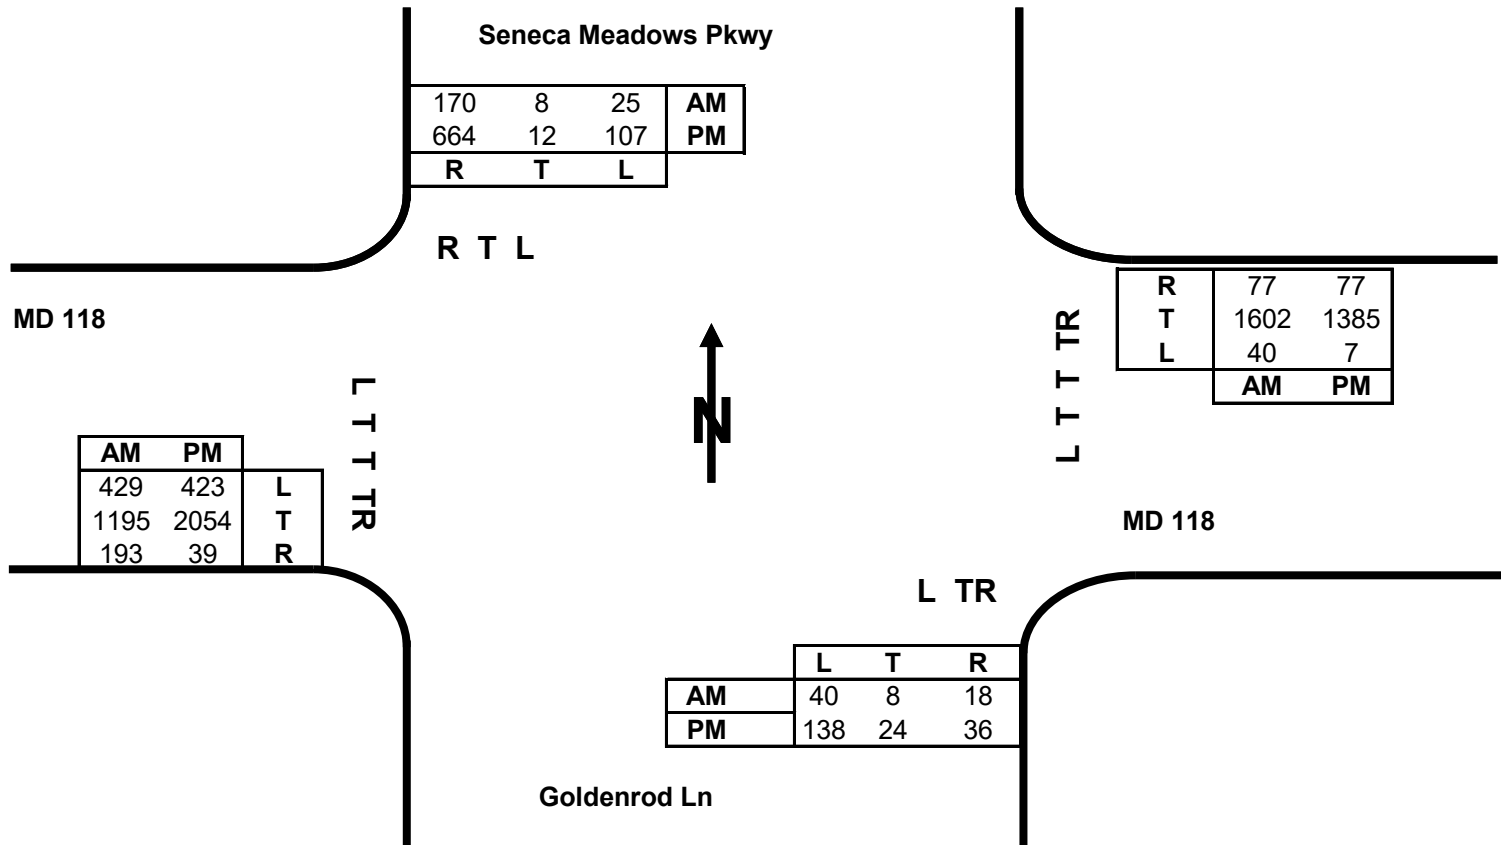 Seneca Meadows Pkwy
170 8 25 AM
664 12 107 PM
R T L
R T L
MD 118
R 77 77
T 1602 1385
L 40 7
AM PM
L T T TR
N
L T T TR
AM PM
429 423 L
1195 2054 T
193 39 R
MD 118
L TR
L T R
AM 40 8 18
PM 138 24 36
Goldenrod Ln